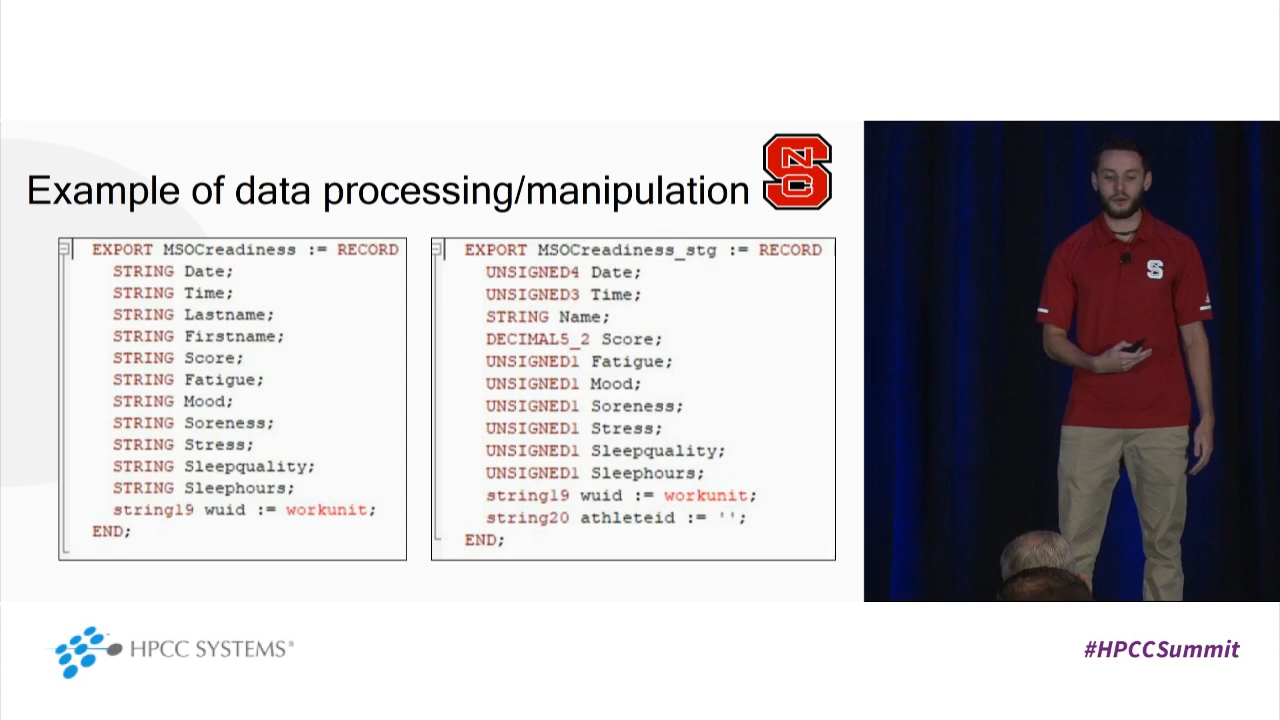 Example of data processing/manipulation
NC
S
EXPORT MSOCreadiness := RECORD
STRING Date;
STRING Time;
STRING Lastname;
STRING Firstname;
STRING Score;
STRING Fatigue;
STRING Mood;
STRING Soreness;
STRING Stress;
STRING Sleepquality;
STRING Sleephours;
string19 wuid := workunit;
END;
EXPORT MSOCreadiness_stg := RECORD
UNSIGNED4 Date;
UNSIGNED3 Time;
STRING Name;
DECIMAL5_2 Score;
UNSIGNED1 Fatigue;
UNSIGNED1 Mood;
UNSIGNED1 Soreness;
UNSIGNED1 Stress;
UNSIGNED1 Sleepquality;
UNSIGNED1 Sleephours;
string19 wuid := workunit;
string20 athleteid := '';
END;
S
HPCC SYSTEMS®
#HPCCSummit